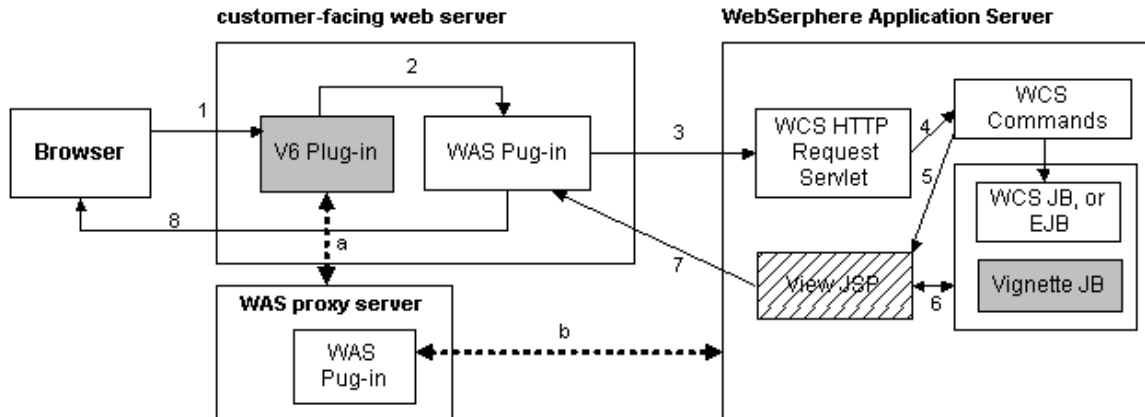 customer-facing web server
WebSerphere Application Server
2
1
Browser
V6 Plug-in
WAS Pug-in
3
WCS HTTP
Request
Servlet
4
WCS
Commands
5
WCS JB, or
EJB
8
a
7
View JSP
6
Vignette JB
WAS proxy server
b
WAS
Pug-in